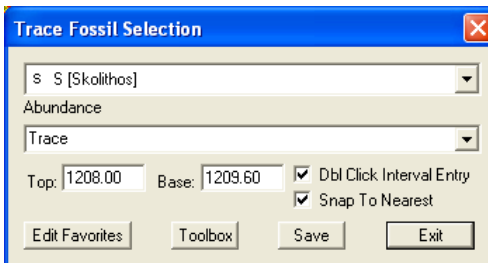 Trace Fossil Selection
s S [Skolithos]
Abundance
Trace
Top: 1208.00 Base: 1209.60 Dbl Click Interval Entry
Snap To Nearest
Edit Favorites Toolbox Save Exit